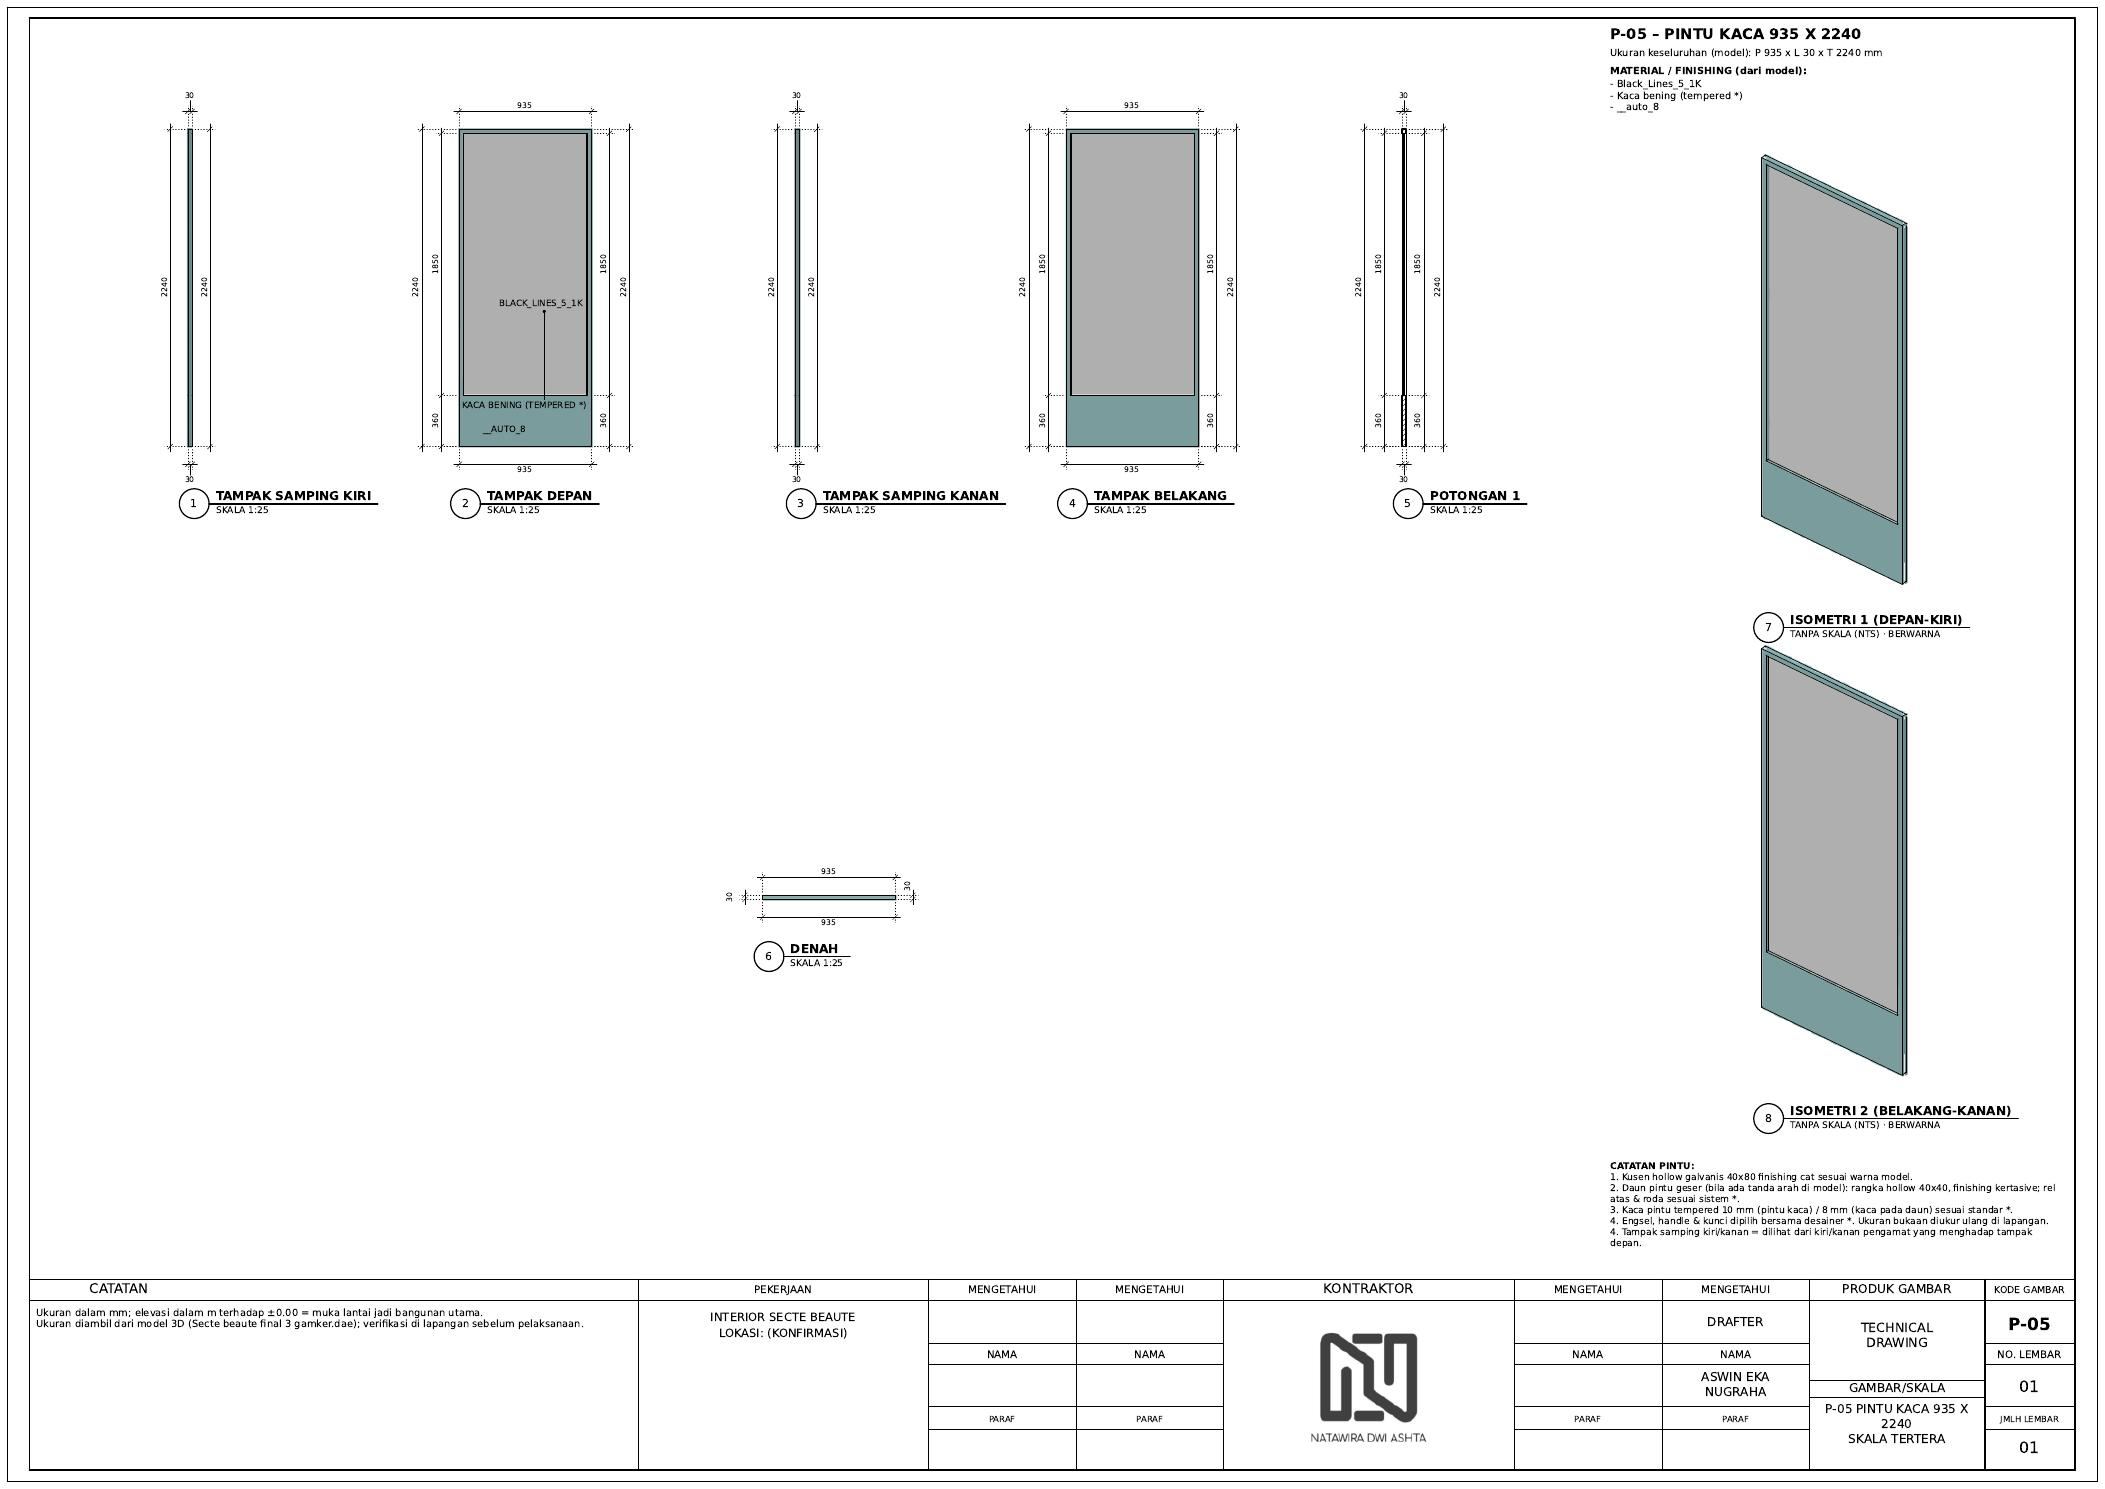 P-05 – PINTU KACA 935 X 2240
Ukuran keseluruhan (model): P 935 x L 30 x T 2240 mm
MATERIAL / FINISHING (dari model):
- Black_Lines_5_1K
- Kaca bening (tempered *)
- __auto_8
30
2240
2240
30
1 TAMPAK SAMPING KIRI
SKALA 1:25
935
2240
1850
360
BLACK_LINES_5_1K
KACA BENING (TEMPERED *)
__AUTO_8
1850
360
2240
935
2 TAMPAK DEPAN
SKALA 1:25
30
2240
2240
30
3 TAMPAK SAMPING KANAN
SKALA 1:25
935
2240
1850
360
1850
360
2240
935
4 TAMPAK BELAKANG
SKALA 1:25
30
2240
1850
360
1850
360
2240
30
5 POTONGAN 1
SKALA 1:25
935
30
30
935
6 DENAH
SKALA 1:25
7 ISOMETRI 1 (DEPAN-KIRI)
TANPA SKALA (NTS) · BERWARNA
8 ISOMETRI 2 (BELAKANG-KANAN)
TANPA SKALA (NTS) · BERWARNA
CATATAN PINTU:
1. Kusen hollow galvanis 40x80 finishing cat sesuai warna model.
2. Daun pintu geser (bila ada tanda arah di model): rangka hollow 40x40, finishing kertasive; rel
atas & roda sesuai sistem *.
3. Kaca pintu tempered 10 mm (pintu kaca) / 8 mm (kaca pada daun) sesuai standar *.
4. Engsel, handle & kunci dipilih bersama desainer *. Ukuran bukaan diukur ulang di lapangan.
4. Tampak samping kiri/kanan = dilihat dari kiri/kanan pengamat yang menghadap tampak
depan.
CATATAN
Ukuran dalam mm; elevasi dalam m terhadap ±0.00 = muka lantai jadi bangunan utama.
Ukuran diambil dari model 3D (Secte beaute final 3 gamker.dae); verifikasi di lapangan sebelum pelaksanaan.
PEKERJAAN
INTERIOR SECTE BEAUTE
LOKASI: (KONFIRMASI)
MENGETAHUI
NAMA
PARAF
MENGETAHUI
NAMA
PARAF
KONTRAKTOR
NATAWIRA DWI ASHTA
MENGETAHUI
NAMA
PARAF
MENGETAHUI
DRAFTER
NAMA
ASWIN EKA
NUGRAHA
PARAF
PRODUK GAMBAR
TECHNICAL
DRAWING
GAMBAR/SKALA
P-05 PINTU KACA 935 X
2240
SKALA TERTERA
KODE GAMBAR
P-05
NO. LEMBAR
01
JMLH LEMBAR
01